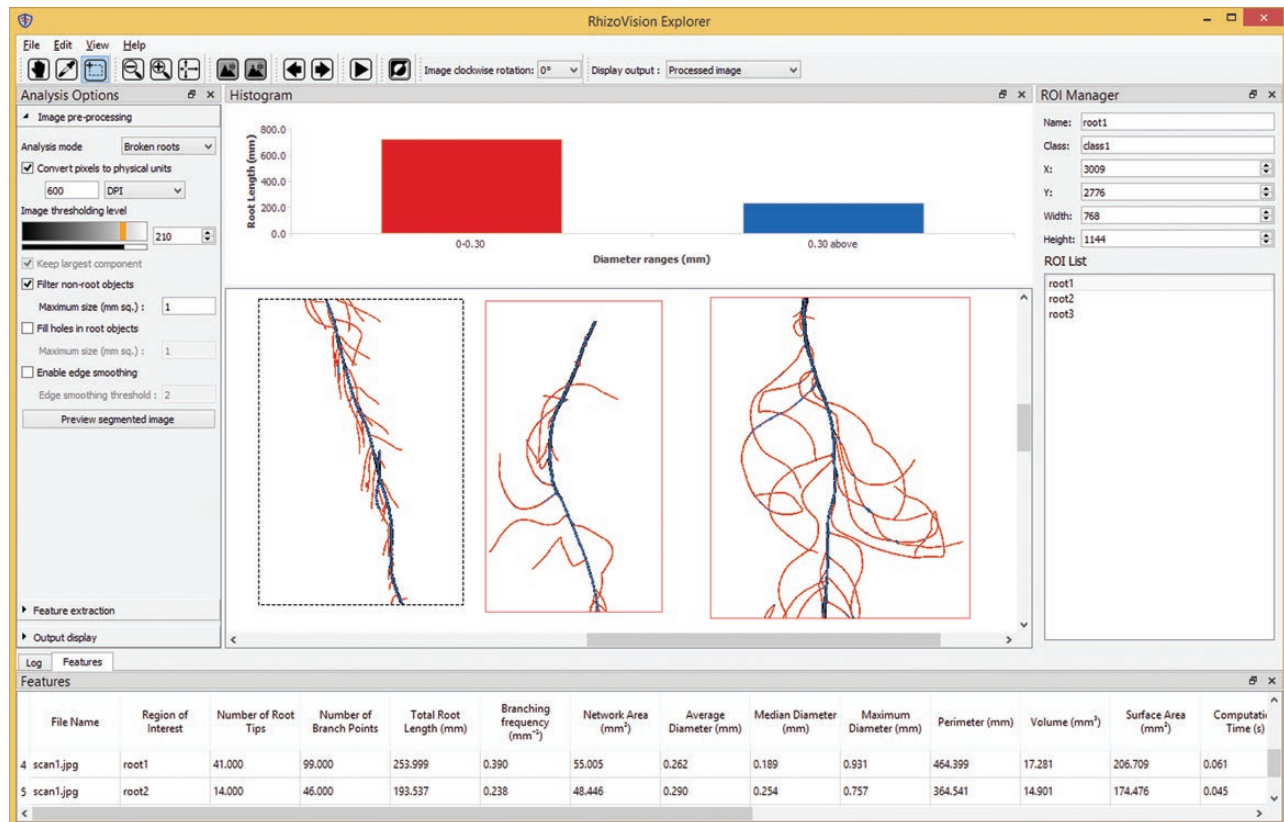 RhizoVision Explorer
File Edit View Help
Image clockwise rotation: 0° Display output : Processed image
Analysis Options
Image pre-processing
Analysis mode Broken roots
Convert pixels to physical units
600 DPI
Image thresholding level
210
Keep largest component
Filter non-root objects
Maximum size (mm sq.) : 1
Fill holes in root objects
Maximum size (mm sq.) : 1
Enable edge smoothing
Edge smoothing threshold : 2
Preview segmented image
Feature extraction
Output display
Histogram
Root Length (mm)
800.0
600.0
400.0
200.0
0.0
0-0.30 0.30 above
Diameter ranges (mm)
ROI Manager
Name: root1
Class: class1
X: 3009
Y: 2776
Width: 768
Height: 1144
ROI List
root1
root2
root3
Log Features
Features
File Name Region of Interest Number of Root Tips Number of Branch Points Total Root Length (mm) Branching frequency (mm⁻¹) Network Area (mm²) Average Diameter (mm) Median Diameter (mm) Maximum Diameter (mm) Perimeter (mm) Volume (mm³) Surface Area (mm²) Computatic Time (s)
4 scan1.jpg root1 41.000 99.000 253.999 0.390 55.005 0.262 0.189 0.931 464.399 17.281 206.709 0.061
5 scan1.jpg root2 14.000 46.000 193.537 0.238 48.446 0.290 0.254 0.757 364.541 14.901 174.476 0.045